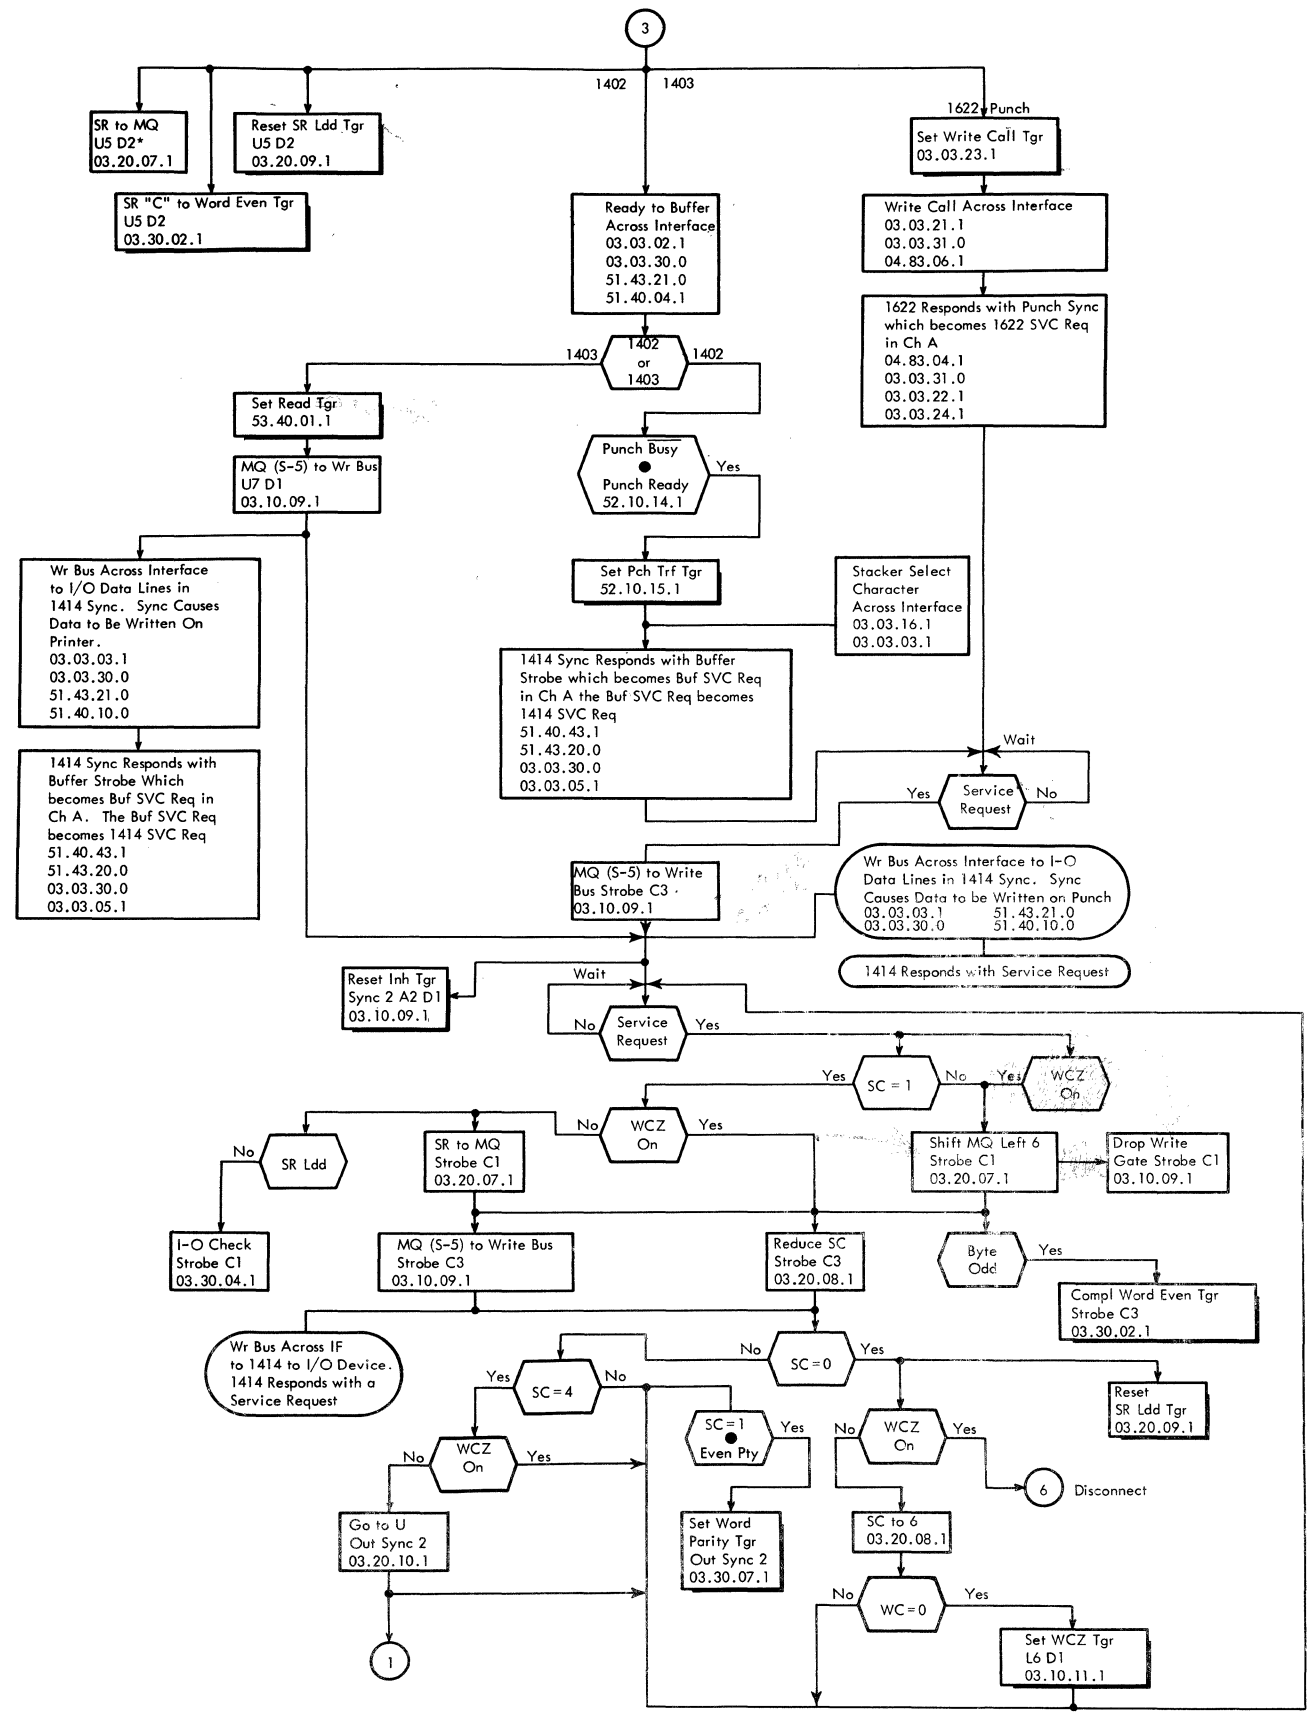 3
1402
1403
SR to MQ
U5 D2*
03.20.07.1
Reset SR Ldd Tgr
U5 D2
03.20.09.1
1622 Punch
Set Write Call Tgr
03.03.23.1
SR "C" to Word Even Tgr
U5 D2
03.30.02.1
Ready to Buffer
Across Interface
03.03.02.1
03.03.30.0
51.43.21.0
51.40.04.1
Write Call Across Interface
03.03.21.1
03.03.31.0
04.83.06.1
1622 Responds with Punch Sync
which becomes 1622 SVC Req
in Ch A
04.83.04.1
03.03.31.0
03.03.22.1
03.03.24.1
1403
1402
or
1403
1402
Set Read Tgr
53.40.01.1
MQ (S-5) to Wr Bus
U7 D1
03.10.09.1
Punch Busy
●
Punch Ready
52.10.14.1
Yes
Wr Bus Across Interface
to I/O Data Lines in
1414 Sync. Sync Causes
Data to Be Written On
Printer.
03.03.03.1
03.03.30.0
51.43.21.0
51.40.10.0
Set Pch Trf Tgr
52.10.15.1
Stacker Select
Character
Across Interface
03.03.16.1
03.03.03.1
1414 Sync Responds with Buffer
Strobe which becomes Buf SVC Req
in Ch A the Buf SVC Req becomes
1414 SVC Req
51.40.43.1
51.43.20.0
03.03.30.0
03.03.05.1
1414 Sync Responds with
Buffer Strobe Which
becomes Buf SVC Req in
Ch A. The Buf SVC Req
becomes 1414 SVC Req
51.40.43.1
51.43.20.0
03.03.30.0
03.03.05.1
Wait
Yes
Service
Request
No
MQ (S-5) to Write
Bus Strobe C3
03.10.09.1
Wr Bus Across Interface to I-O
Data Lines in 1414 Sync. Sync
Causes Data to be Written on Punch
03.03.03.1 51.43.21.0
03.03.30.0 51.40.10.0
1414 Responds with Service Request
Reset Inh Tgr
Sync 2 A2 D1
03.10.09.1
Wait
No
Service
Request
Yes
Yes
SC = 1
No
Yes
WCZ
On
No
WCZ
On
Yes
No
SR Ldd
SR to MQ
Strobe C1
03.20.07.1
Shift MQ Left 6
Strobe C1
03.20.07.1
Drop Write
Gate Strobe C1
03.10.09.1
I-O Check
Strobe C1
03.30.04.1
MQ (S-5) to Write Bus
Strobe C3
03.10.09.1
Reduce SC
Strobe C3
03.20.08.1
Byte
Odd
Yes
Compl Word Even Tgr
Strobe C3
03.30.02.1
Wr Bus Across IF
to 1414 to I/O Device.
1414 Responds with a
Service Request
No
SC=0
Yes
Yes
SC=4
No
Reset
SR Ldd Tgr
03.20.09.1
SC=1
●
Even Pty
Yes
No
WCZ
On
Yes
No
WCZ
On
Yes
6
Disconnect
Go to U
Out Sync 2
03.20.10.1
Set Word
Parity Tgr
Out Sync 2
03.30.07.1
SC to 6
03.20.08.1
No
WC=0
Yes
Set WCZ Tgr
L6 D1
03.10.11.1
1